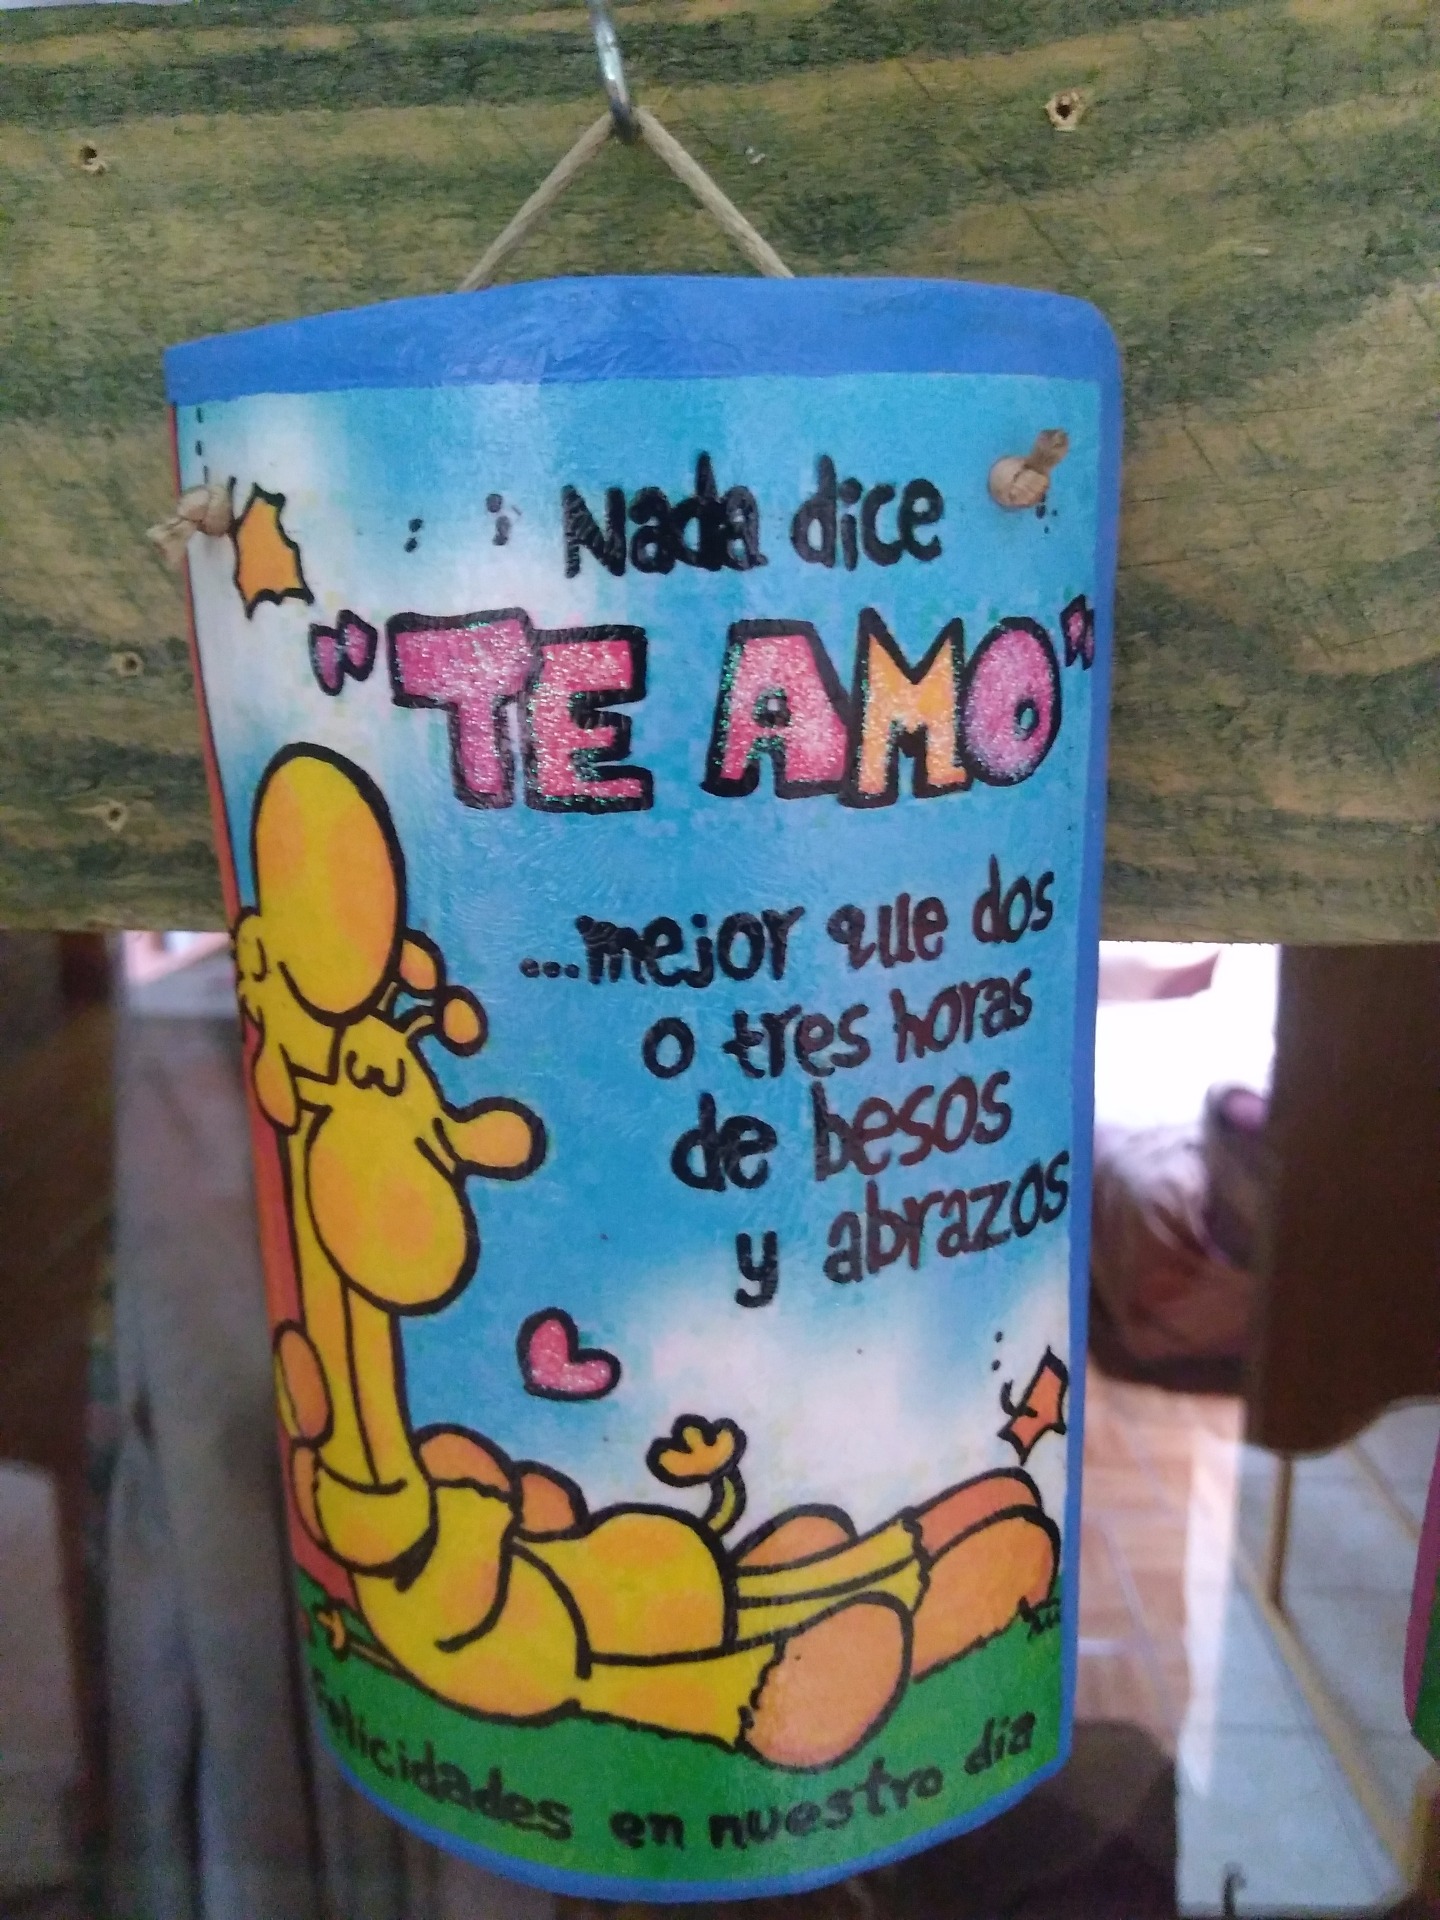 Nada dice
"TE AMO"
...mejor que dos
o tres horas
de besos
y abrazos
Felicidades en nuestro día